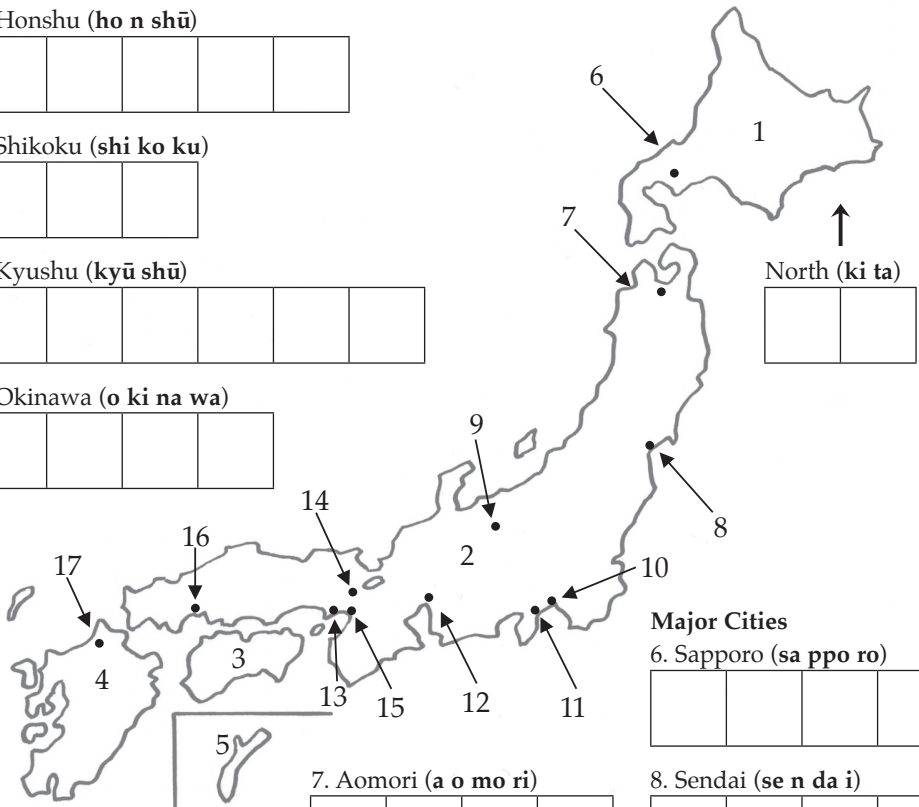 Honshu (ho n shū)
Shikoku (shi ko ku)
Kyushu (kyū shū)
Okinawa (o ki na wa)
6
1
7
North (ki ta)
9
8
14
2
16
10
17
3
4
13
15
12
11
5
Major Cities
6. Sapporo (sa ppo ro)
7. Aomori (a o mo ri)
8. Sendai (se n da i)